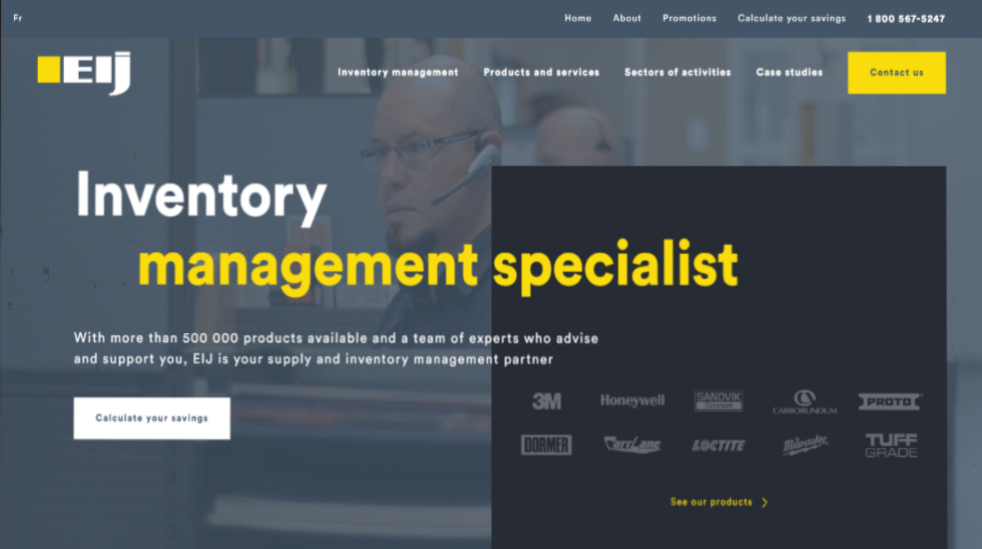 Fr
Home About Promotions Calculate your savings 1 800 567-5247
EIJ
Inventory management Products and services Sectors of activities Case studies Contact us
Inventory
management specialist
With more than 500 000 products available and a team of experts who advise
and support you, EIJ is your supply and inventory management partner
Calculate your savings
3M Honeywell SANDVIK CARBORUNDUM PROTO
DORMER CarrLane LOCTITE Milwaukee TUFF GRADE
See our products